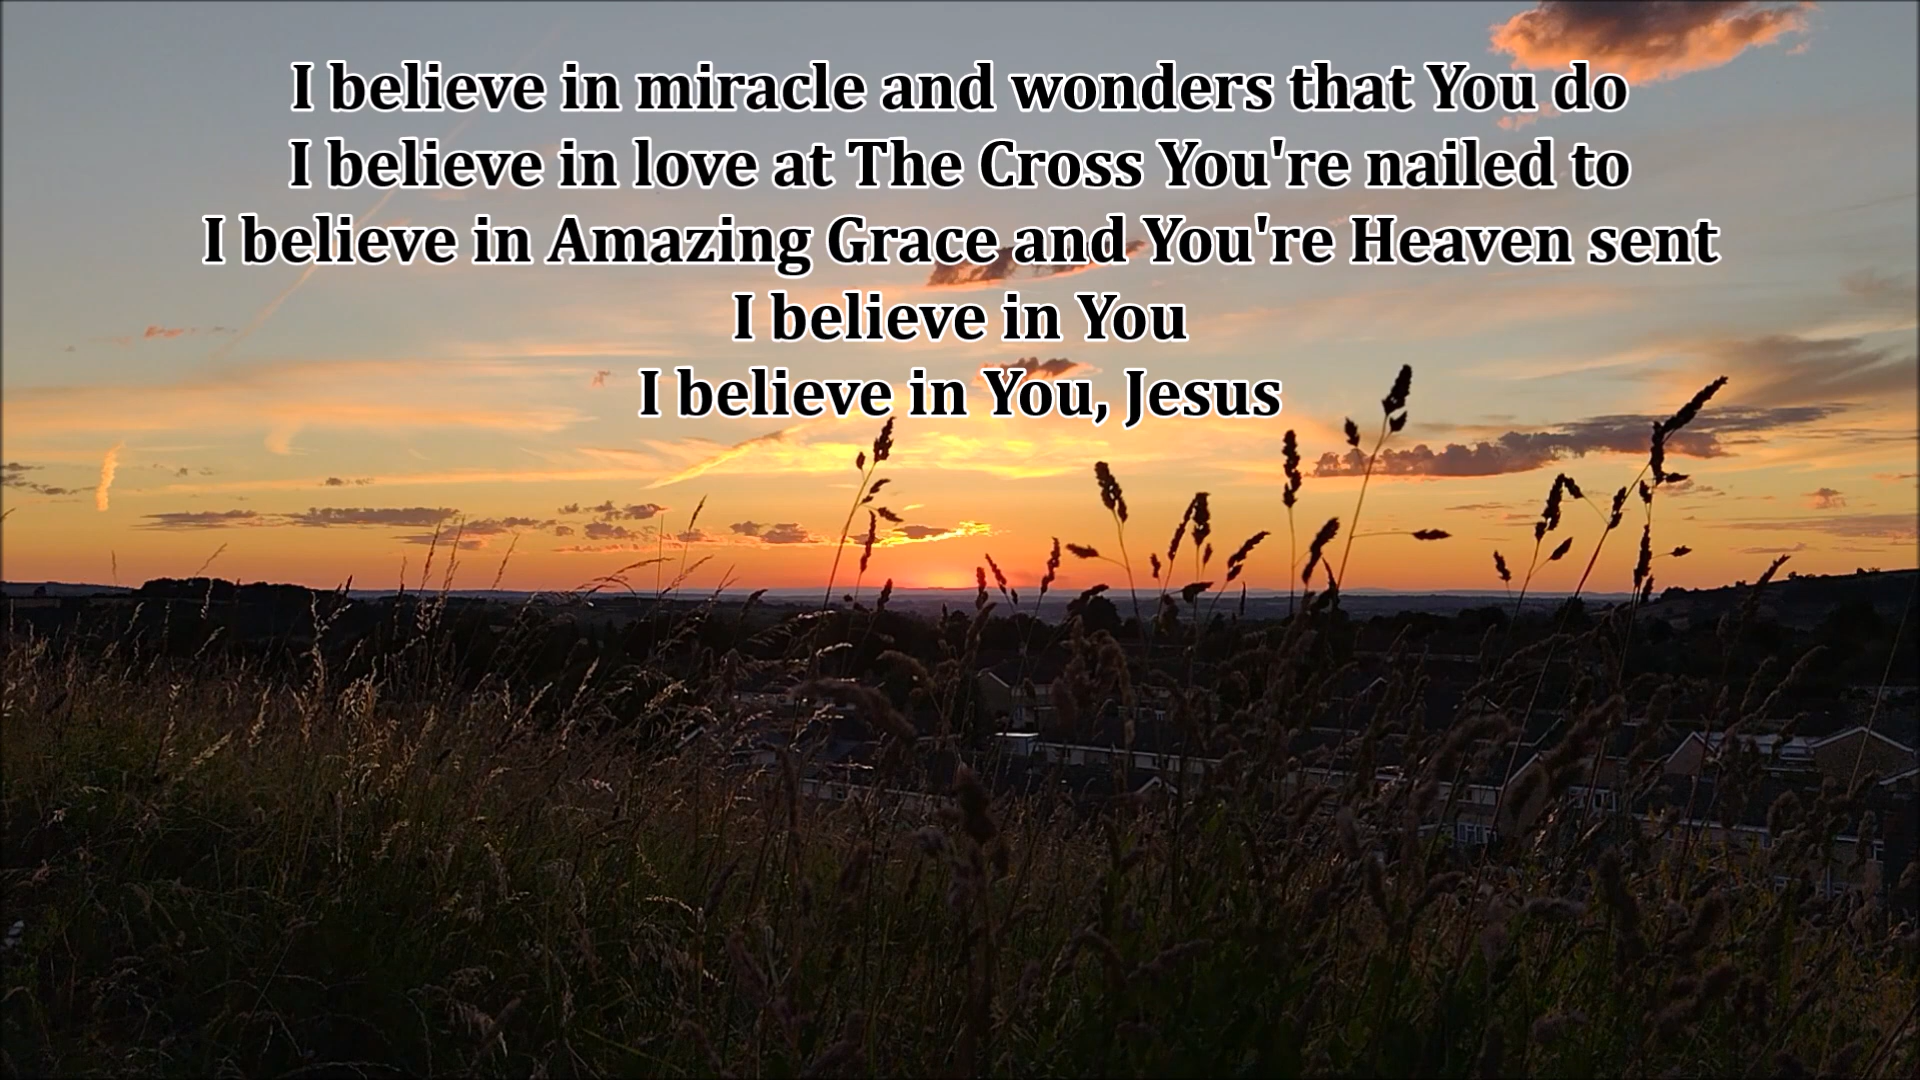 I believe in miracle and wonders that You do
I believe in love at The Cross You're nailed to
I believe in Amazing Grace and You're Heaven sent
I believe in You
I believe in You, Jesus